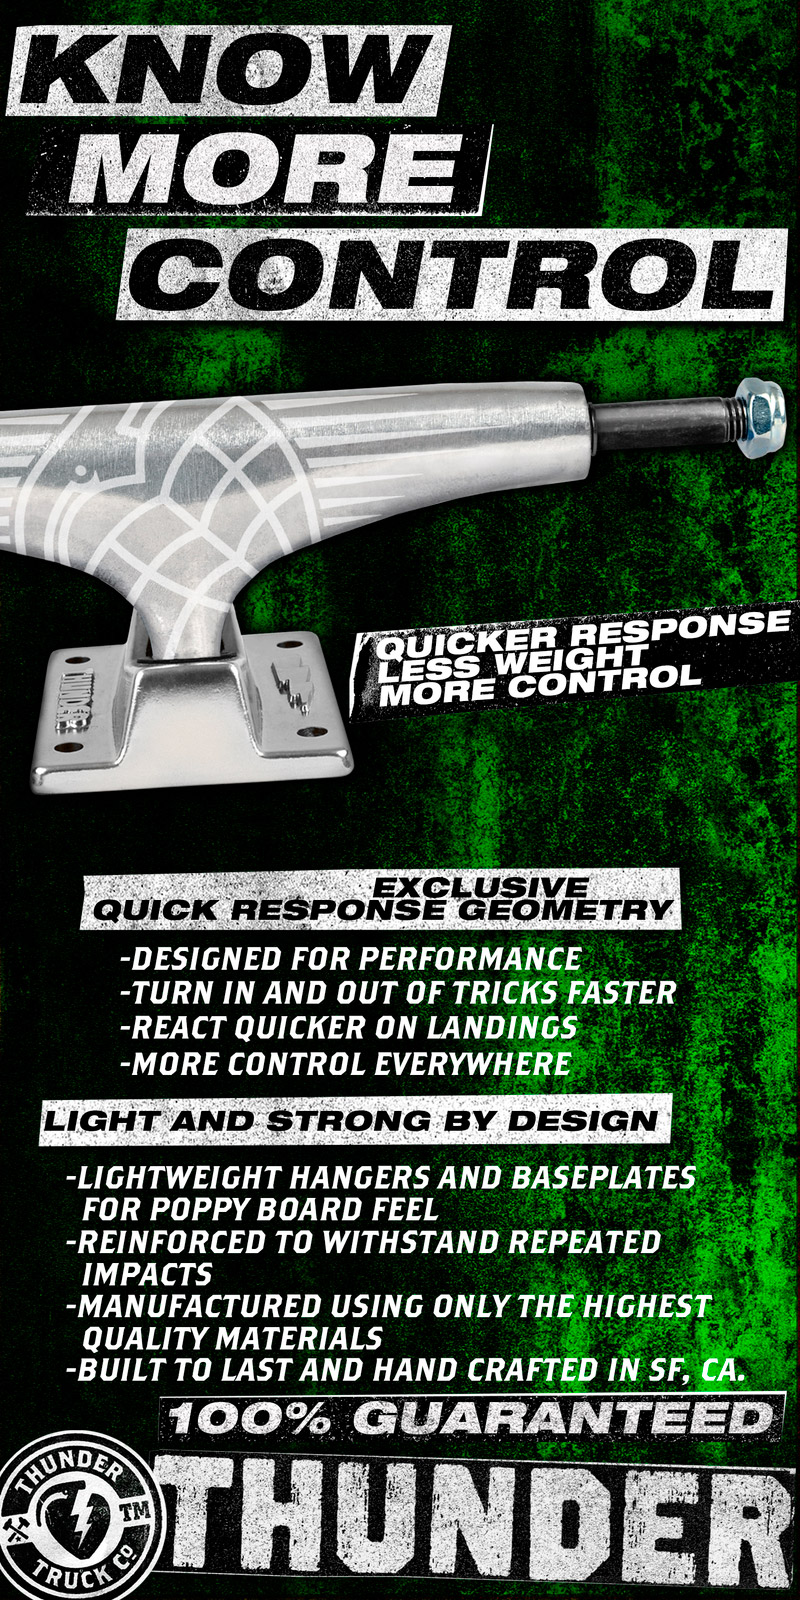 KNOW
MORE
CONTROL
THUNDER
QUICKER RESPONSE
LESS WEIGHT
MORE CONTROL
EXCLUSIVE
QUICK RESPONSE GEOMETRY
-DESIGNED FOR PERFORMANCE
-TURN IN AND OUT OF TRICKS FASTER
-REACT QUICKER ON LANDINGS
-MORE CONTROL EVERYWHERE
LIGHT AND STRONG BY DESIGN
-LIGHTWEIGHT HANGERS AND BASEPLATES
FOR POPPY BOARD FEEL
-REINFORCED TO WITHSTAND REPEATED
IMPACTS
-MANUFACTURED USING ONLY THE HIGHEST
QUALITY MATERIALS
-BUILT TO LAST AND HAND CRAFTED IN SF, CA.
100% GUARANTEED
THUNDER
TM
TRUCK CO
THUNDER